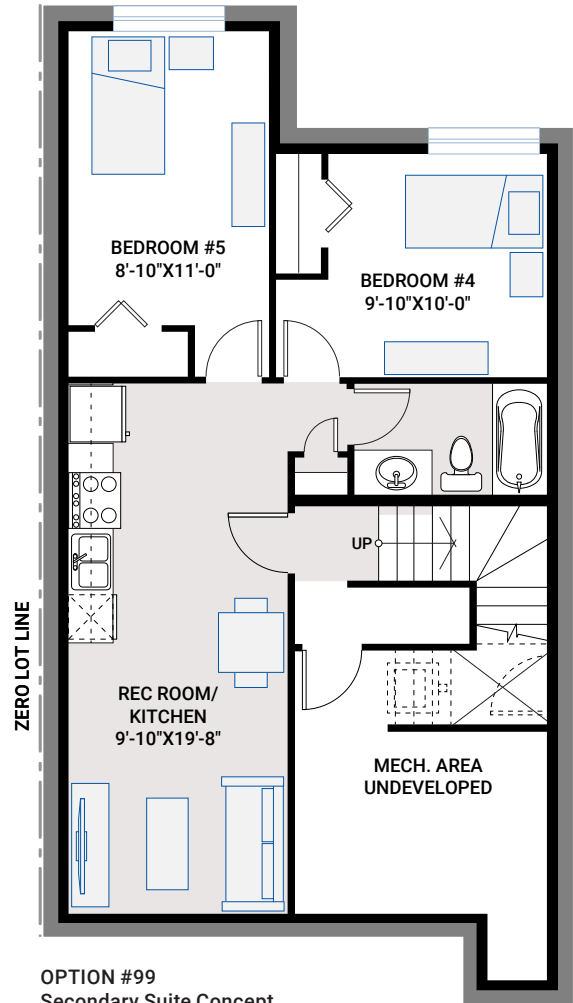 BEDROOM #5
8'-10"X11'-0"
BEDROOM #4
9'-10"X10'-0"
UP
ZERO LOT LINE
REC ROOM/
KITCHEN
9'-10"X19'-8"
MECH. AREA
UNDEVELOPED
OPTION #99
Secondary Suite Concept